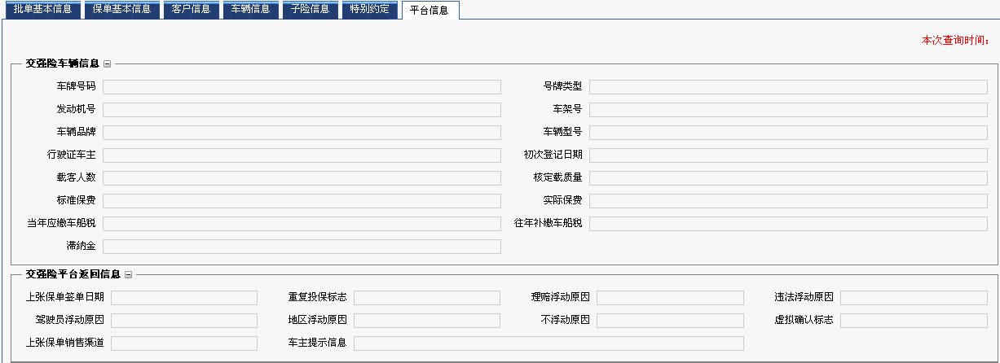 批单基本信息 保单基本信息 客户信息 车辆信息 子险信息 特别约定 平台信息
本次查询时间：
交强险车辆信息
车牌号码 号牌类型
发动机号 车架号
车辆品牌 车辆型号
行驶证车主 初次登记日期
载客人数 核定载质量
标准保费 实际保费
当年应缴车船税 往年补缴车船税
滞纳金
交强险平台返回信息
上张保单签单日期 重复投保标志 理赔浮动原因 违法浮动原因
驾驶员浮动原因 地区浮动原因 不浮动原因 虚拟确认标志
上张保单销售渠道 车主提示信息